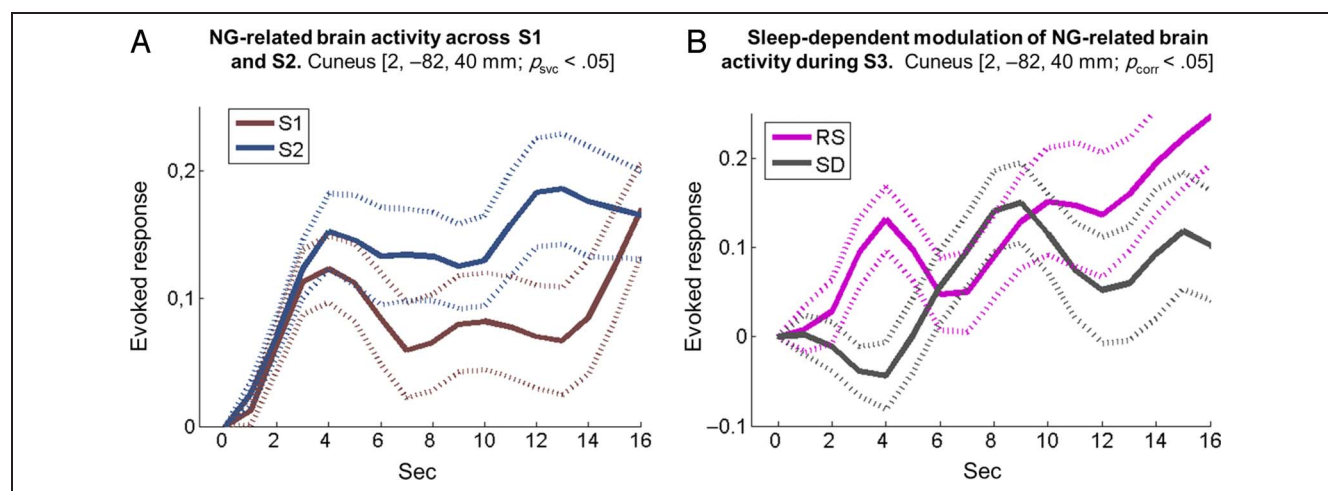 A
NG-related brain activity across S1
and S2. Cuneus [2, –82, 40 mm; psvc < .05]
S1
S2
Evoked response
0,2
0,1
0
0 2 4 6 8 10 12 14 16
Sec
B
Sleep-dependent modulation of NG-related brain
activity during S3. Cuneus [2, –82, 40 mm; pcorr < .05]
RS
SD
Evoked response
0.2
0.1
0
–0.1
0 2 4 6 8 10 12 14 16
Sec